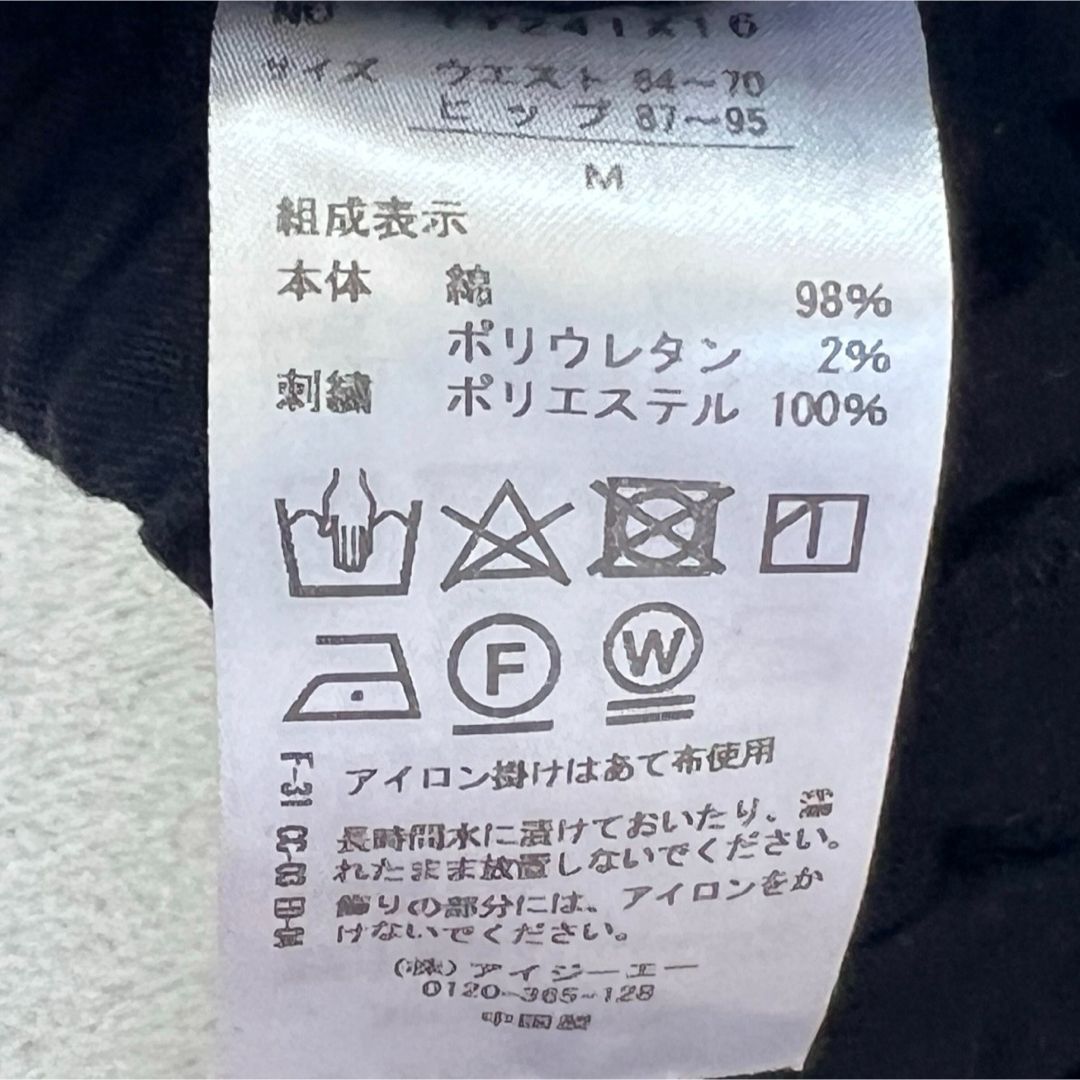 NO 241X16
サイズ ウエスト 64〜70
ヒップ 87〜95
M
組成表示
本体 綿 98%
ポリウレタン 2%
刺繍 ポリエステル 100%
F
W
アイロン掛けはあて布使用
長時間水に漬けておいたり、濡
れたまま放置しないでください。
飾りの部分には、アイロンをか
けないでください。
(株)アイジーエー
0120-365-128
中国製